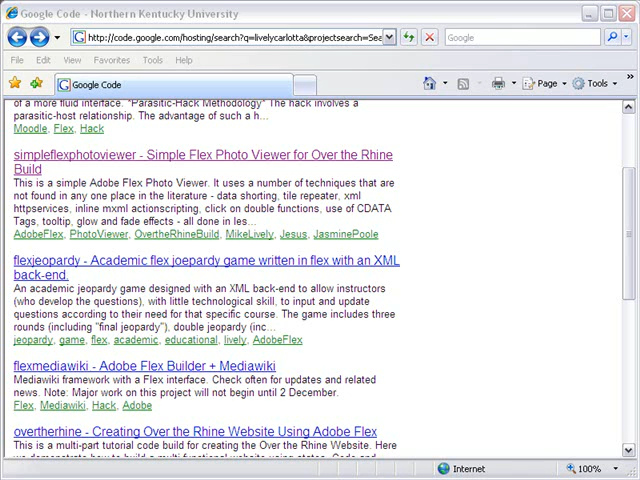 Google Code - Northern Kentucky University
http://code.google.com/hosting/search?q=livelycarlotta&projectsearch=Sea
Google
File Edit View Favorites Tools Help
Google Code
Page Tools
of a more fluid interface. "Parasitic-Hack Methodology" The hack involves a
parasitic-host relationship. The advantage of such a h...
Moodle, Flex, Hack
simpleflexphotoviewer - Simple Flex Photo Viewer for Over the Rhine
Build
This is a simple Adobe Flex Photo Viewer. It uses a number of techniques that are
not found in any one place in the literature - data shorting, tile repeater, xml
httpservices, inline mxml actionscripting, click on double functions, use of CDATA
Tags, tooltip, glow and fade effects - all done in les...
AdobeFlex, PhotoViewer, OvertheRhineBuild, MikeLively, Jesus, JasminePoole
flexjeopardy - Academic flex joepardy game written in flex with an XML
back-end.
An academic jeopardy game designed with an XML back-end to allow instructors
(who develop the questions), with little technological skill, to input and update
questions according to their need for that specific course. The game includes three
rounds (including "final jeopardy"), double jeopardy (inc...
jeopardy, game, flex, academic, educational, lively, AdobeFlex
flexmediawiki - Adobe Flex Builder + Mediawiki
Mediawiki framework with a Flex interface. Check often for updates and related
news. Note: Major work on this project will not begin until 2 December.
Flex, Mediawiki, Hack, Adobe
overtherhine - Creating Over the Rhine Website Using Adobe Flex
This is a multi-part tutorial code build for creating the Over the Rhine Website. Here
Internet 100%